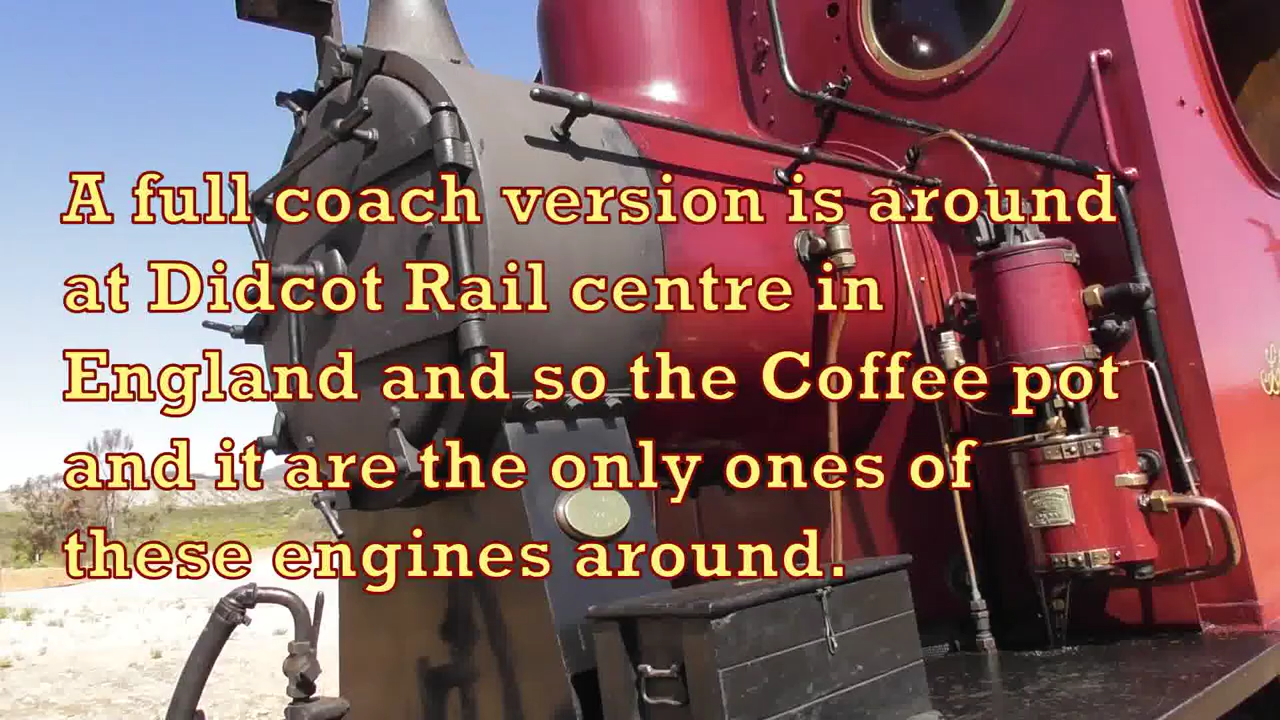 A full coach version is around
at Didcot Rail centre in
England and so the Coffee pot
and it are the only ones of
these engines around.